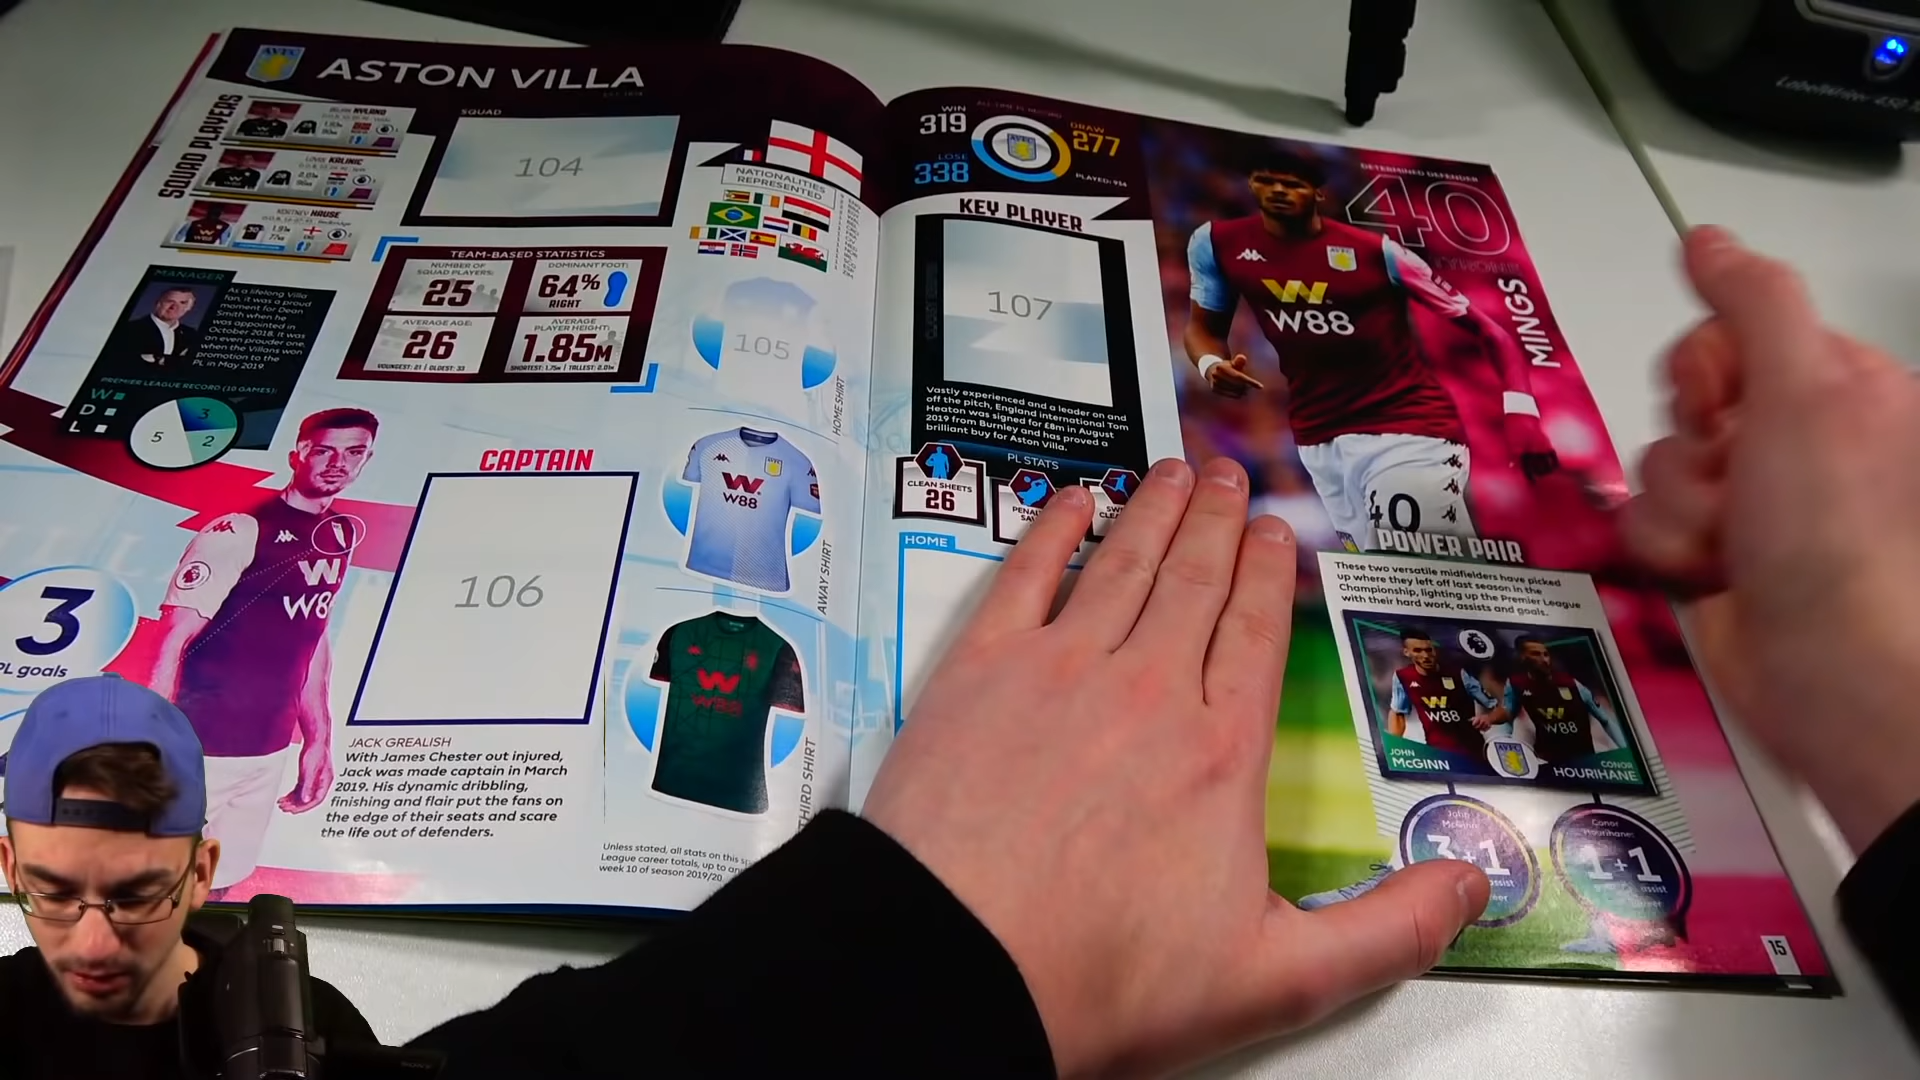 ASTON VILLA
SQUAD PLAYERS
NYLAND
KALINIC
HAUSE
SQUAD
104
NATIONALITIES
REPRESENTED
MANAGER
As a lifelong Villa
fan, it was a proud
moment for Dean
Smith when he
was appointed in
October 2018. It was
an even prouder one,
when the Villans won
promotion to the
PL in May 2019.
PREMIER LEAGUE RECORD (10 GAMES):
W
D
L
3
5
2
TEAM-BASED STATISTICS
NUMBER OF
SQUAD PLAYERS:
25
DOMINANT FOOT:
64%
RIGHT
AVERAGE AGE:
26
YOUNGEST: 21 | OLDEST: 33
AVERAGE
PLAYER HEIGHT:
1.85M
SHORTEST: 1.75M | TALLEST: 2.01M
105
HOME SHIRT
W88
AWAY SHIRT
THIRD SHIRT
CAPTAIN
106
3
PL goals
JACK GREALISH
With James Chester out injured,
Jack was made captain in March
2019. His dynamic dribbling,
finishing and flair put the fans on
the edge of their seats and scare
the life out of defenders.
Unless stated, all stats on this
League career totals, up to
week 10 of season 2019/20.
WIN
319
DRAW
277
LOSE
338
PLAYED: 934
KEY PLAYER
107
Vastly experienced and a leader on and
off the pitch, England international Tom
Heaton was signed for £8m in August
2019 from Burnley and has proved a
brilliant buy for Aston Villa.
PL STATS
CLEAN SHEETS
26
HOME
DETERMINED DEFENDER
40
MINGS
W88
40
POWER PAIR
These two versatile midfielders have picked
up where they left off last season in the
Championship, lighting up the Premier League
with their hard work, assists and goals.
W88
W88
JOHN
McGINN
CONOR
HOURIHANE
John
McGinn:
3+1
assist
Conor
Hourihane:
1+1
assist
15